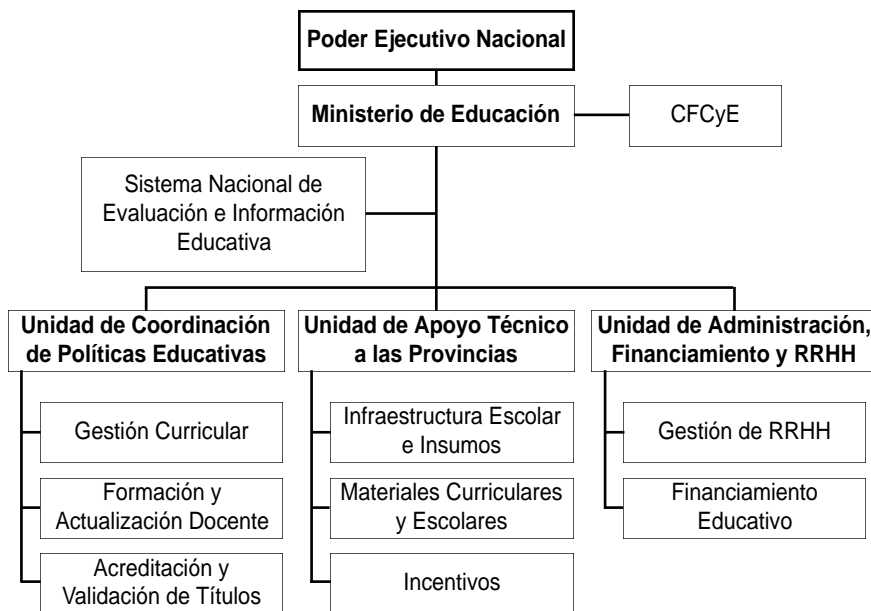 Poder Ejecutivo Nacional
Ministerio de Educación
CFCyE
Sistema Nacional de
Evaluación e Información
Educativa
Unidad de Coordinación
de Políticas Educativas
Unidad de Apoyo Técnico
a las Provincias
Unidad de Administración,
Financiamiento y RRHH
Gestión Curricular
Infraestructura Escolar
e Insumos
Gestión de RRHH
Formación y
Actualización Docente
Materiales Curriculares
y Escolares
Financiamiento
Educativo
Acreditación y
Validación de Títulos
Incentivos